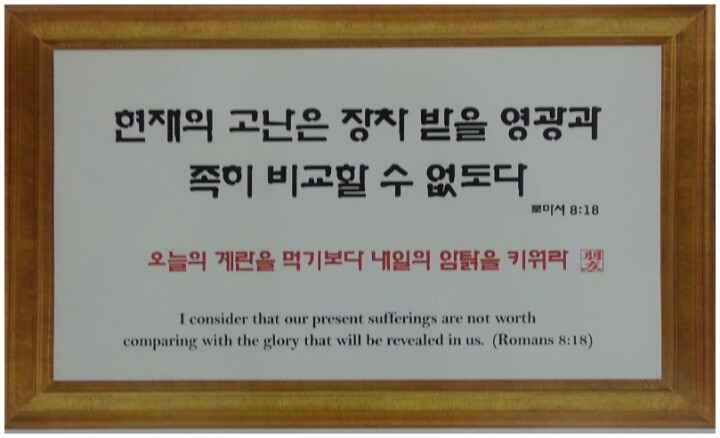 현재의 고난은 장차 받을 영광과
족히 비교할 수 없도다
로마서 8:18
오늘의 계란을 먹기보다 내일의 암탉을 키워라 朋友
I consider that our present sufferings are not worth
comparing with the glory that will be revealed in us. (Romans 8:18)